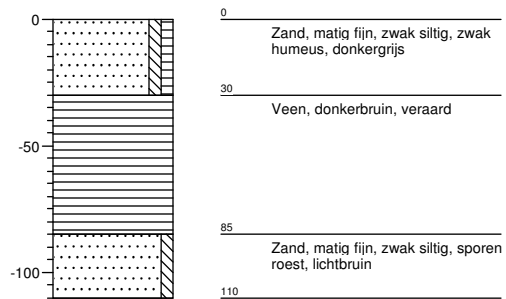 0
0
Zand, matig fijn, zwak siltig, zwak
humeus, donkergrijs
30
Veen, donkerbruin, veraard
-50
85
Zand, matig fijn, zwak siltig, sporen
roest, lichtbruin
-100
110